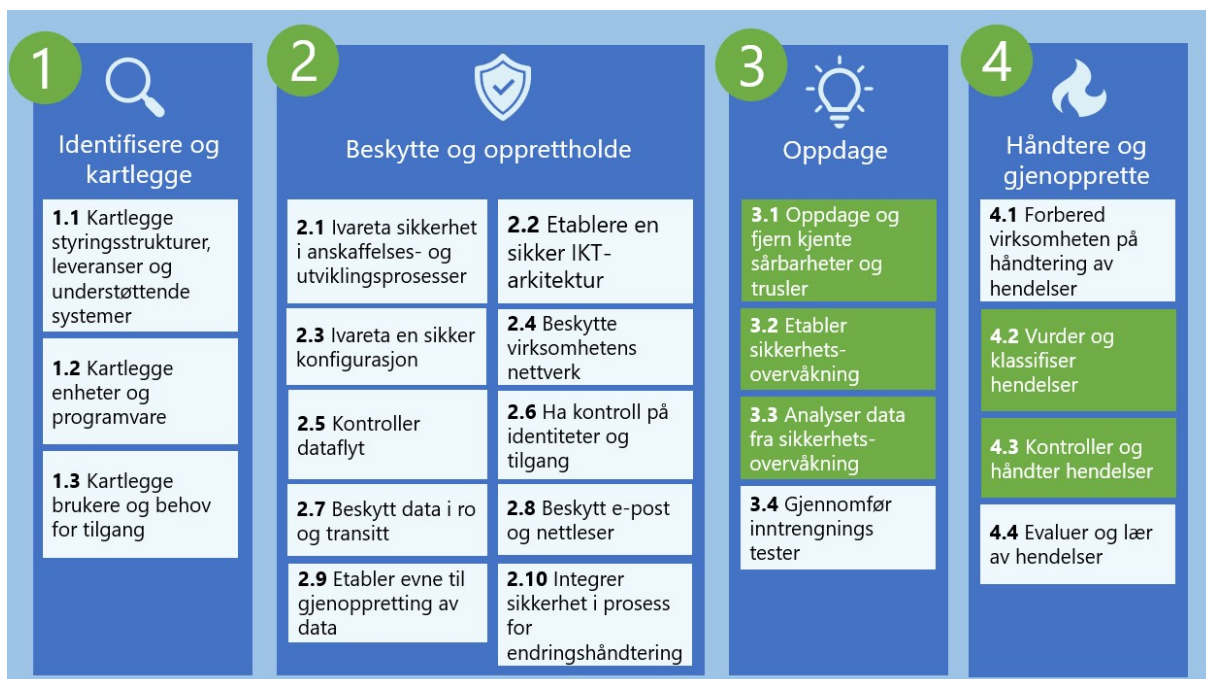 1
Identifisere og
kartlegge
1.1 Kartlegge
styringsstrukturer,
leveranser og
understøttende
systemer
1.2 Kartlegge
enheter og
programvare
1.3 Kartlegge
brukere og behov
for tilgang
2
Beskytte og opprettholde
2.1 Ivareta sikkerhet
i anskaffelses- og
utviklingsprosesser
2.2 Etablere en
sikker IKT-
arkitektur
2.3 Ivareta en sikker
konfigurasjon
2.4 Beskytte
virksomhetens
nettverk
2.5 Kontroller
dataflyt
2.6 Ha kontroll på
identiteter og
tilgang
2.7 Beskytt data i ro
og transitt
2.8 Beskytt e-post
og nettleser
2.9 Etabler evne til
gjenoppretting av
data
2.10 Integrer
sikkerhet i prosess
for
endringshåndtering
3
Oppdage
3.1 Oppdage og
fjern kjente
sårbarheter og
trusler
3.2 Etabler
sikkerhets-
overvåkning
3.3 Analyser data
fra sikkerhets-
overvåkning
3.4 Gjennomfør
inntrengnings
tester
4
Håndtere og
gjenopprette
4.1 Forbered
virksomheten på
håndtering av
hendelser
4.2 Vurder og
klassifiser
hendelser
4.3 Kontroller og
håndter hendelser
4.4 Evaluer og lær
av hendelser